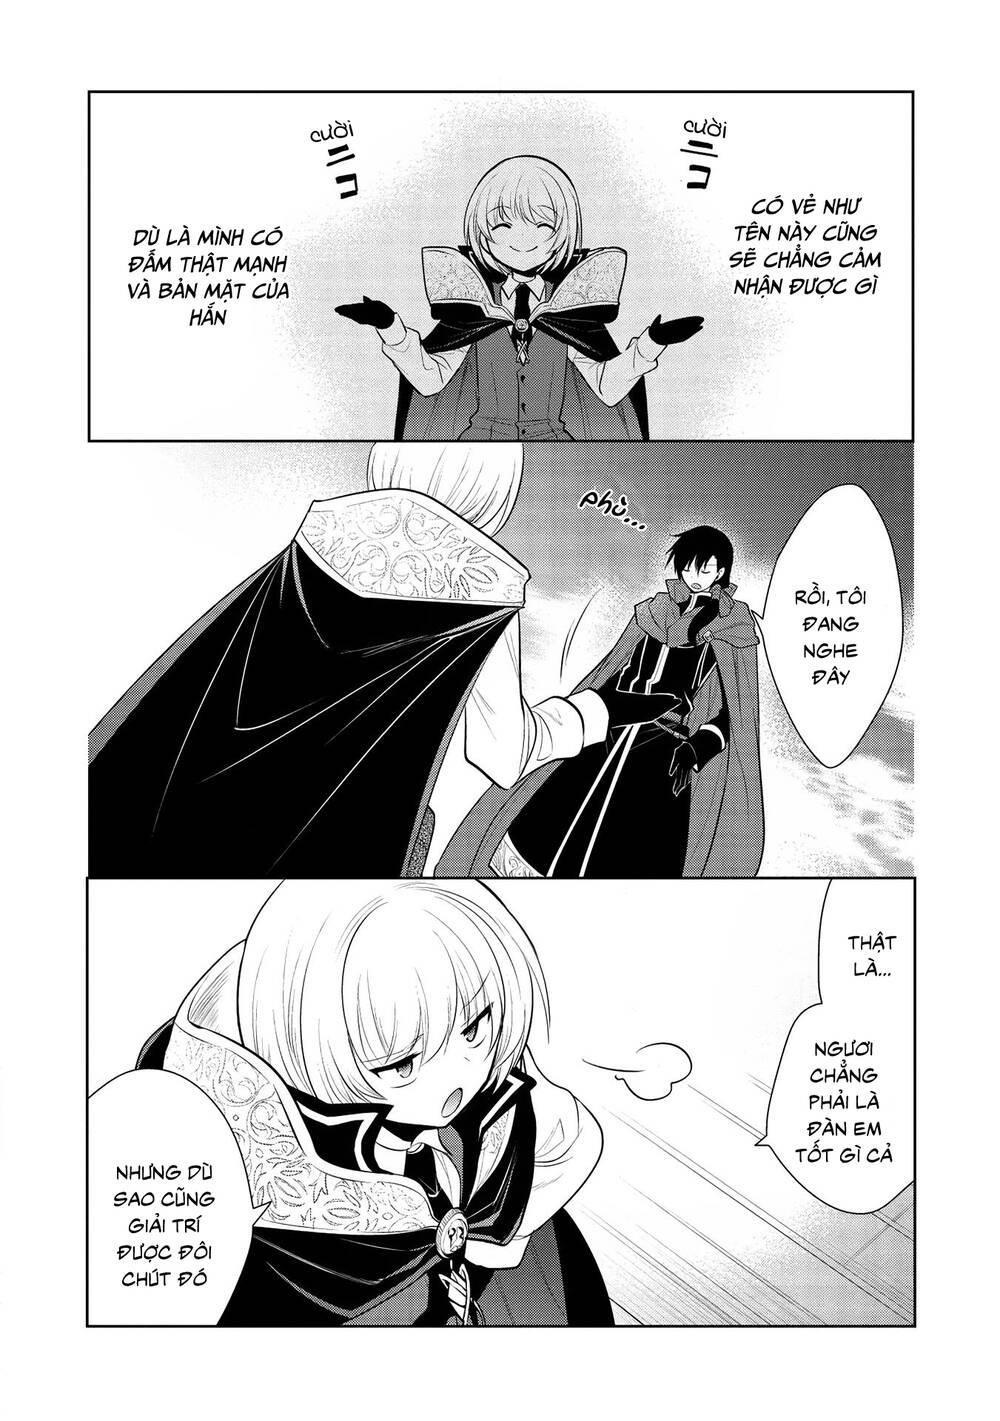 cười
ニコ
CÓ VẺ NHƯ
TÊN NÀY CŨNG
SẼ CHẲNG CẢM
NHẬN ĐƯỢC GÌ
cười
ニコ
DÙ LÀ MÌNH CÓ
ĐẤM THẬT MẠNH
VÀ BẢN MẶT CỦA
HẮN
phù...
RỒI, TÔI
ĐANG
NGHE
ĐÂY
THẬT
LÀ...
NGƯƠI
CHẲNG
PHẢI LÀ
ĐÀN EM
TỐT GÌ CẢ
NHƯNG DÙ
SAO CŨNG
GIẢI TRÍ
ĐƯỢC ĐÔI
CHÚT ĐÓ